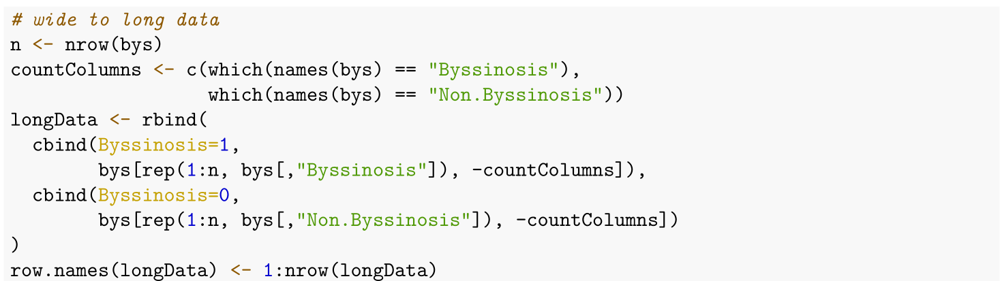 # wide to long data
n <- nrow(bys)
countColumns <- c(which(names(bys) == "Byssinosis"),
                  which(names(bys) == "Non.Byssinosis"))
longData <- rbind(
  cbind(Byssinosis=1,
        bys[rep(1:n, bys[,"Byssinosis"]), -countColumns]),
  cbind(Byssinosis=0,
        bys[rep(1:n, bys[,"Non.Byssinosis"]), -countColumns])
)
row.names(longData) <- 1:nrow(longData)